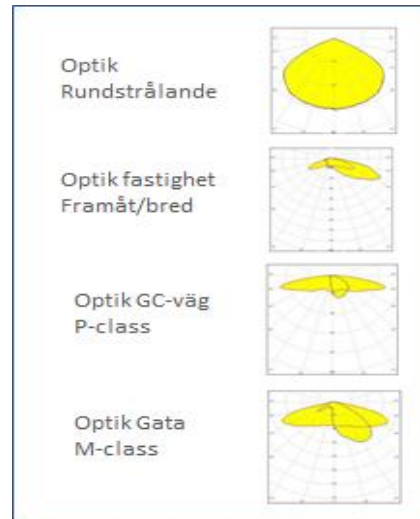 Optik
Rundstrålande
Optik fastighet
Framåt/bred
Optik GC-väg
P-class
Optik Gata
M-class